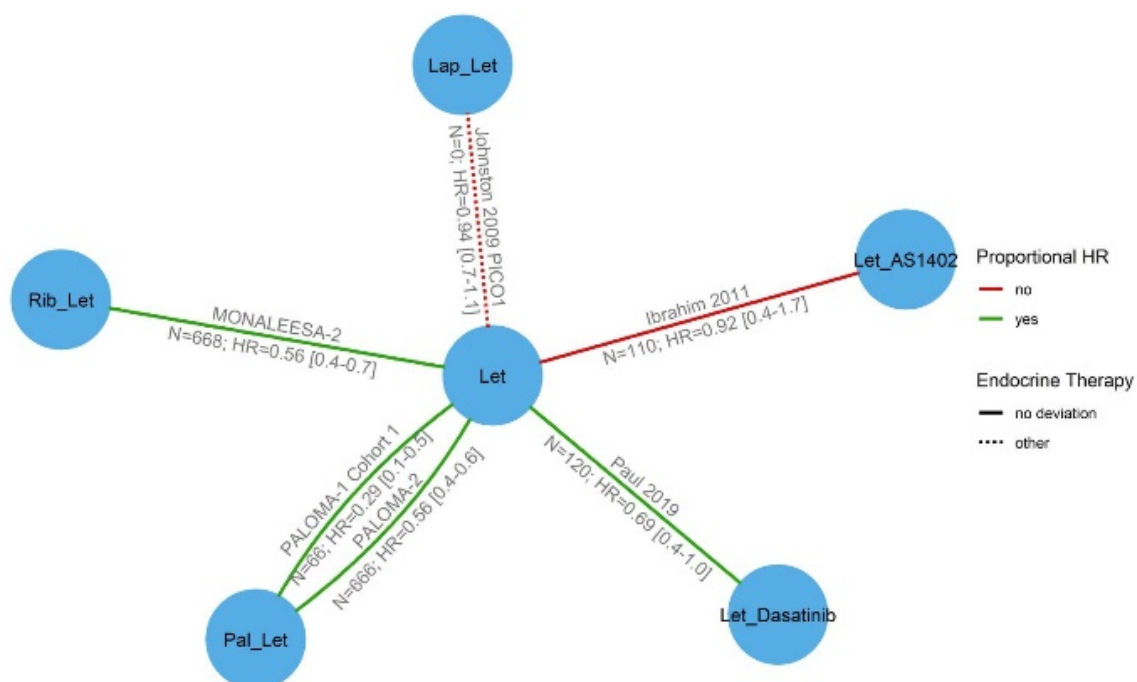 Lap_Let
Johnston 2009 PICO1
N=0; HR=0.94 [0.7-1.1]
Let_AS1402
Ibrahim 2011
N=110; HR=0.92 [0.4-1.7]
Rib_Let
MONALEESA-2
N=668; HR=0.56 [0.4-0.7]
Let
PALOMA-1 Cohort 1
N=66; HR=0.29 [0.1-0.5]
PALOMA-2
N=666; HR=0.56 [0.4-0.6]
Pal_Let
Paul 2019
N=120; HR=0.69 [0.4-1.0]
Let_Dasatinib
Proportional HR
no
yes
Endocrine Therapy
no deviation
other